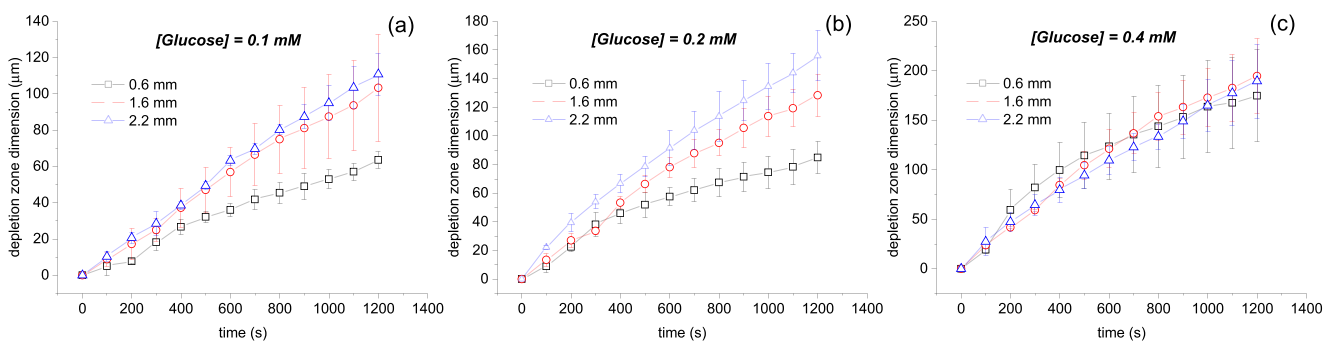 (a)
[Glucose] = 0.1 mM
0.6 mm
1.6 mm
2.2 mm
depletion zone dimension (µm)
140
120
100
80
60
40
20
0
0 200 400 600 800 1000 1200 1400
time (s)
(b)
[Glucose] = 0.2 mM
0.6 mm
1.6 mm
2.2 mm
depletion zone dimension (µm)
180
160
140
120
100
80
60
40
20
0
0 200 400 600 800 1000 1200 1400
time (s)
(c)
[Glucose] = 0.4 mM
0.6 mm
1.6 mm
2.2 mm
depletion zone dimension (µm)
250
200
150
100
50
0
0 200 400 600 800 1000 1200 1400
time (s)